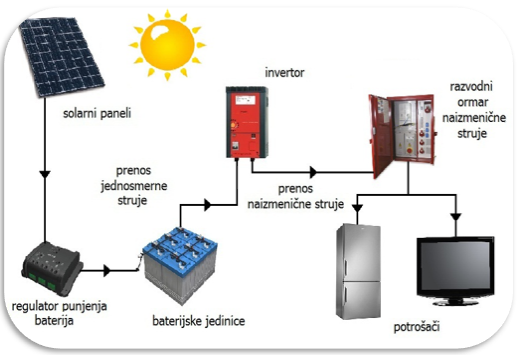 solarni paneli
invertor
razvodni
ormar
naizmenične
struje
prenos
jednosmerne
struje
prenos
naizmenične struje
regulator punjenja
baterija
baterijske jedinice
potrošači